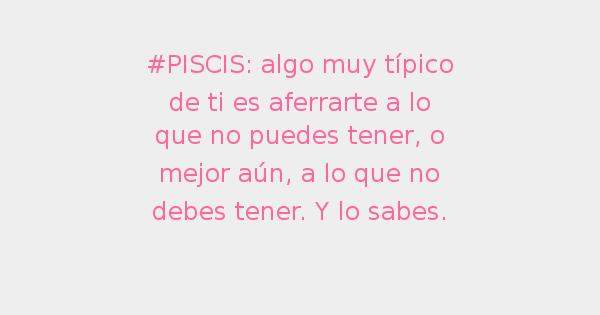 #PISCIS: algo muy típico
de ti es aferrarte a lo
que no puedes tener, o
mejor aún, a lo que no
debes tener. Y lo sabes.